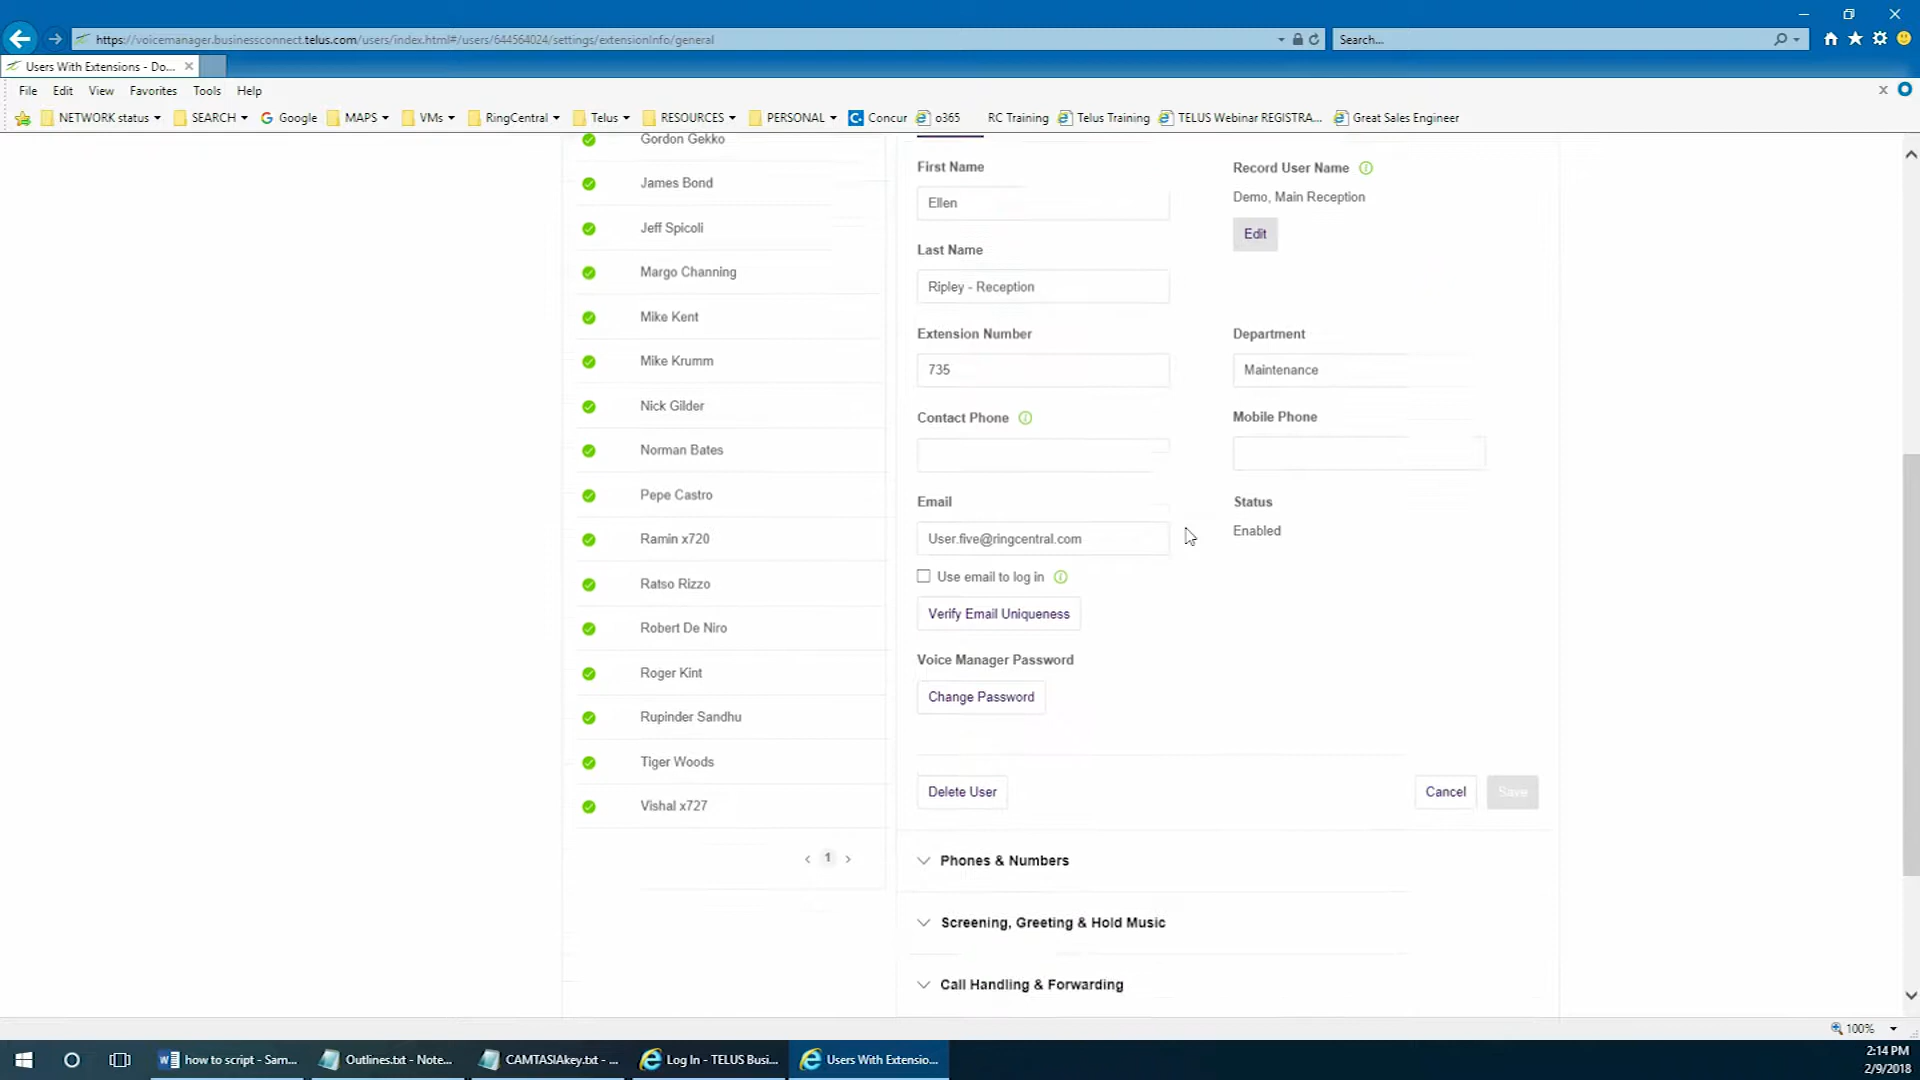 https://voicemanager.businessconnect.telus.com/users/index.html#/users/644564024/settings/extensionInfo/general
Search...
Users With Extensions - Do...
File Edit View Favorites Tools Help
NETWORK status SEARCH Google MAPS VMs RingCentral Telus RESOURCES PERSONAL Concur o365 RC Training Telus Training TELUS Webinar REGISTRA... Great Sales Engineer
Gordon Gekko
James Bond
Jeff Spicoli
Margo Channing
Mike Kent
Mike Krumm
Nick Gilder
Norman Bates
Pepe Castro
Ramin x720
Ratso Rizzo
Robert De Niro
Roger Kint
Rupinder Sandhu
Tiger Woods
Vishal x727
1
First Name
Ellen
Record User Name
Demo, Main Reception
Edit
Last Name
Ripley - Reception
Extension Number
735
Department
Maintenance
Contact Phone
Mobile Phone
Email
User.five@ringcentral.com
Status
Enabled
Use email to log in
Verify Email Uniqueness
Voice Manager Password
Change Password
Delete User
Cancel
Save
Phones & Numbers
Screening, Greeting & Hold Music
Call Handling & Forwarding
100%
how to script - Sam...
Outlines.txt - Note...
CAMTASIAkey.txt - ...
Log In - TELUS Busi...
Users With Extensio...
2:14 PM
2/9/2018